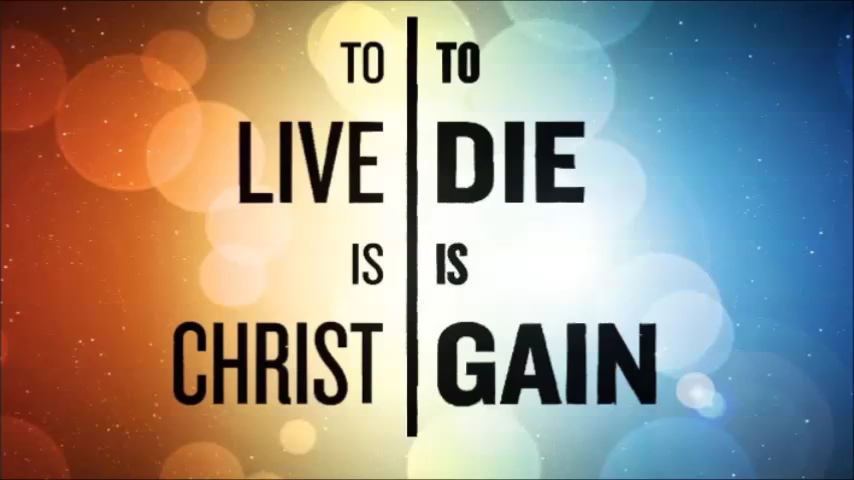 TO
LIVE
IS
CHRIST
TO
DIE
IS
GAIN